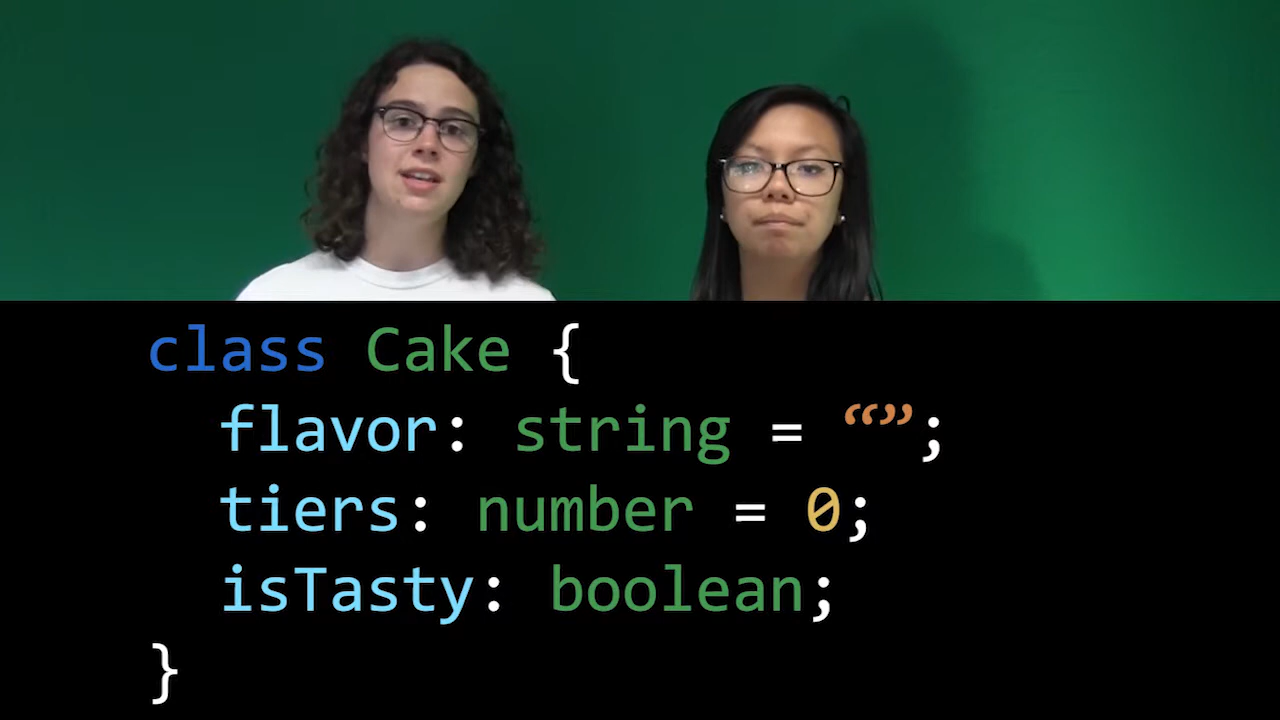 class Cake {
flavor: string = “”;
tiers: number = 0;
isTasty: boolean;
}